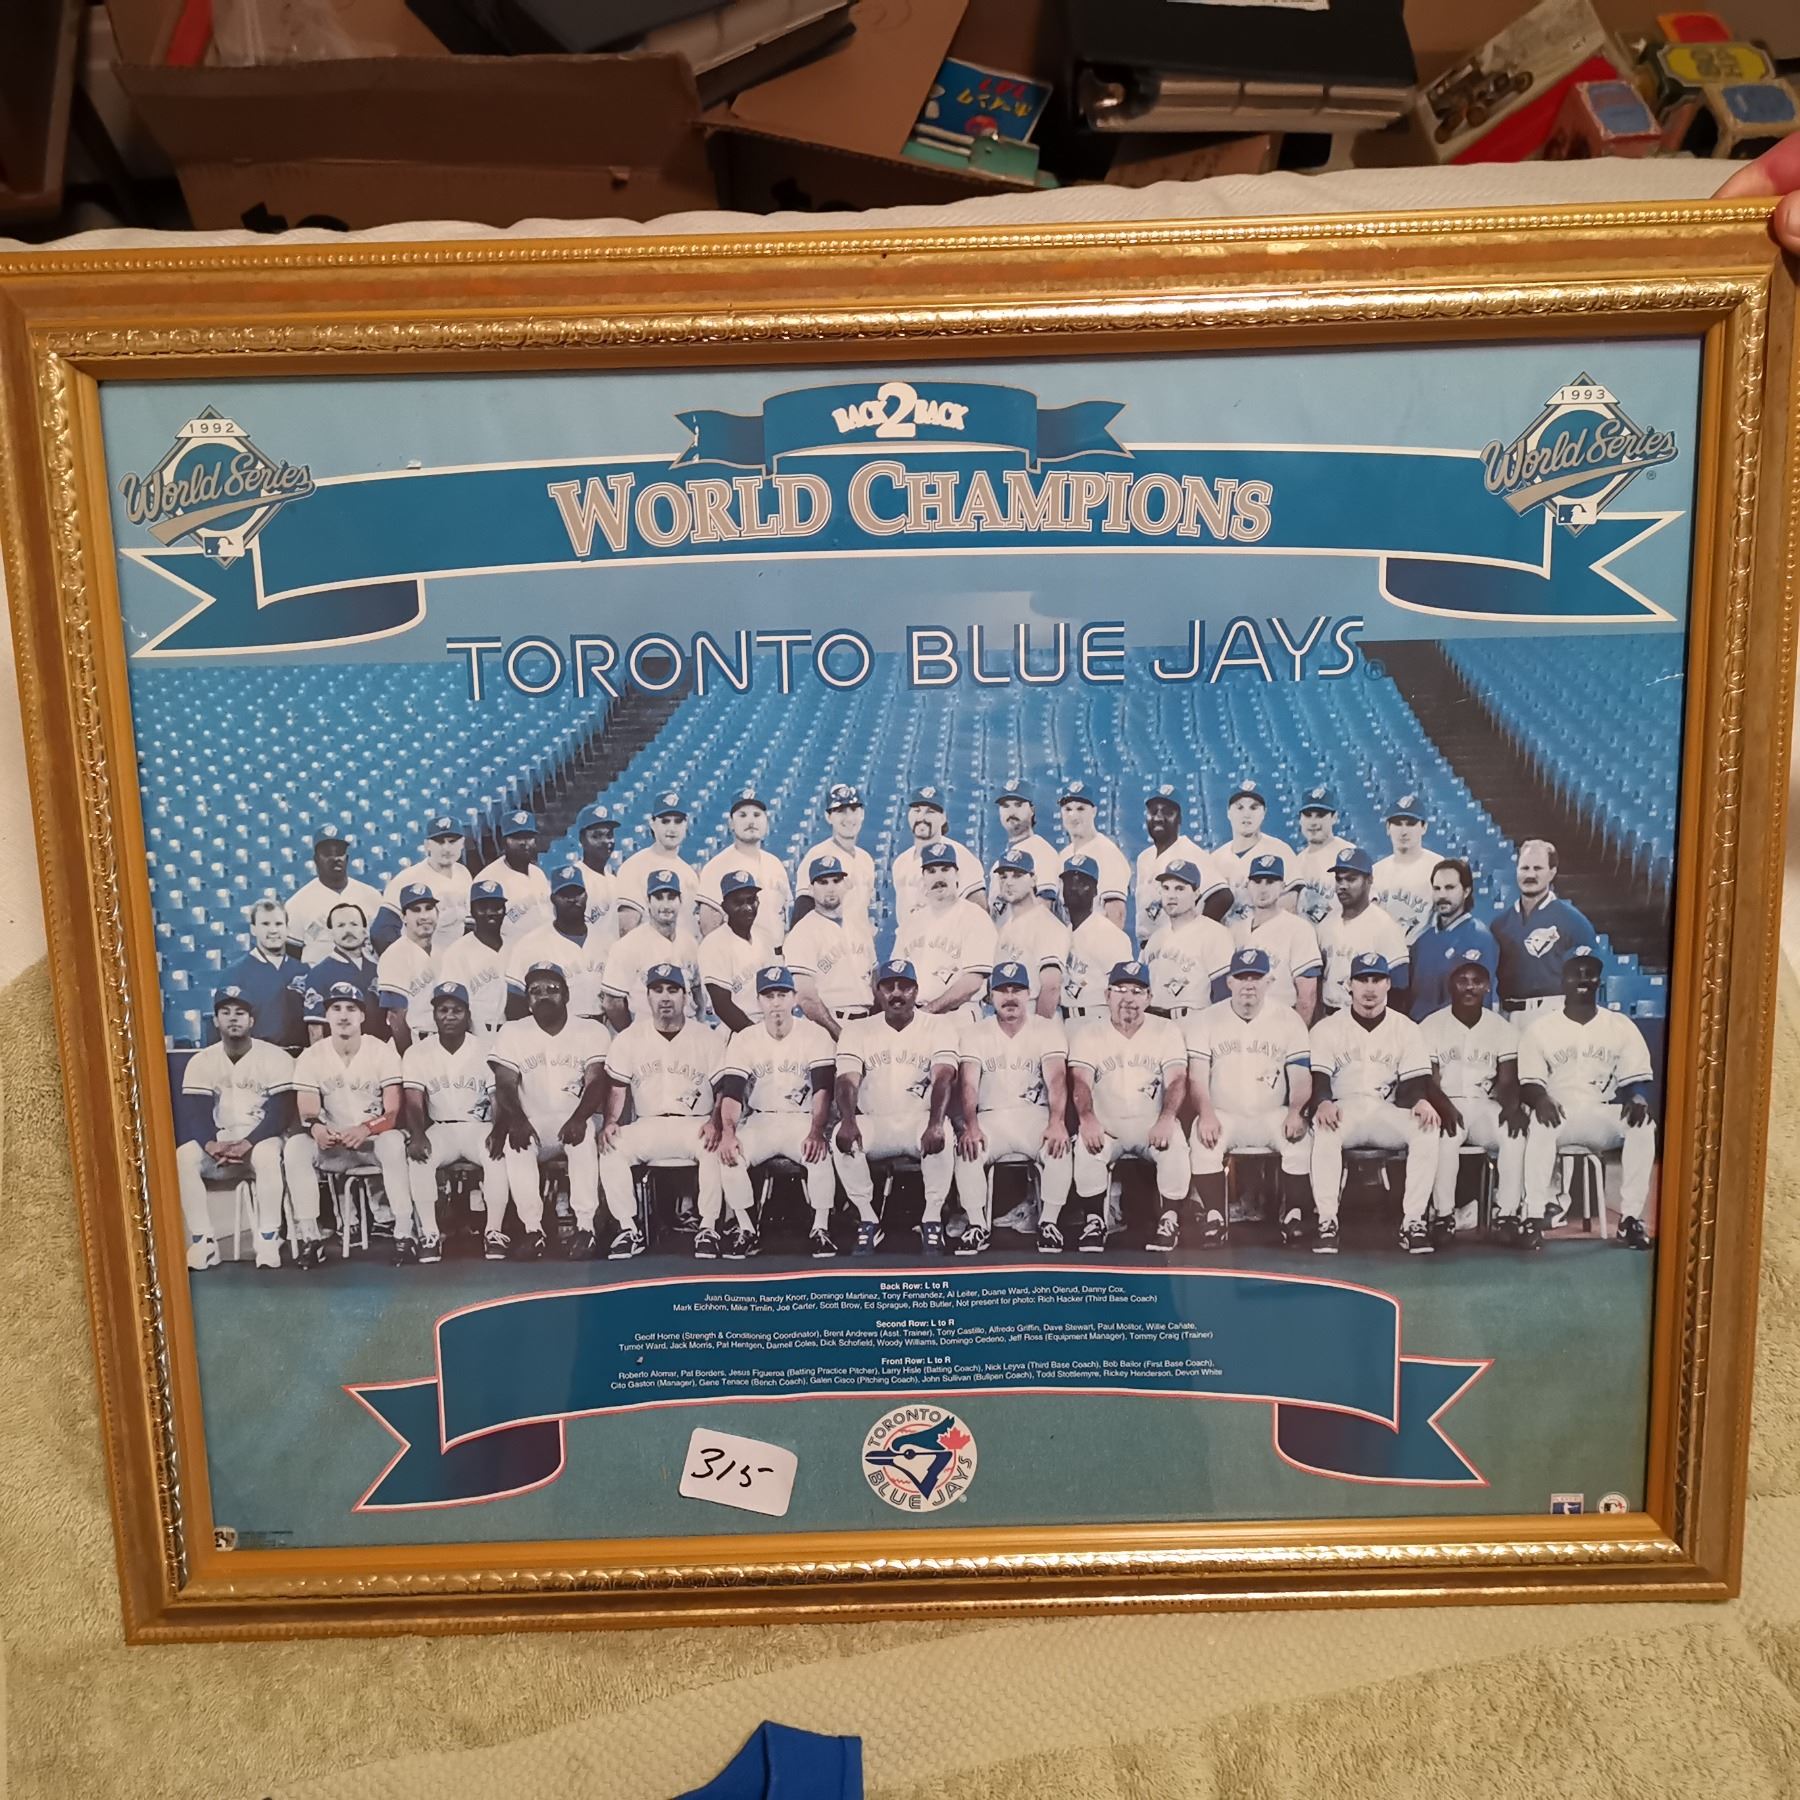 1992
World Series
BACK 2 BACK
1993
World Series
WORLD CHAMPIONS
TORONTO BLUE JAYS
Back Row: L to R
Juan Guzman, Randy Knorr, Domingo Martinez, Tony Fernandez, Al Leiter, Duane Ward, John Olerud, Danny Cox,
Mark Eichhorn, Mike Timlin, Joe Carter, Scott Brow, Ed Sprague, Rob Butler, Not present for photo: Rich Hacker (Third Base Coach)
Second Row: L to R
Geoff Horne (Strength & Conditioning Coordinator), Brent Andrews (Asst. Trainer), Tony Castillo, Alfredo Griffin, Dave Stewart, Paul Molitor, Willie Cañate,
Turner Ward, Jack Morris, Pat Hentgen, Darnell Coles, Dick Schofield, Woody Williams, Domingo Cedeno, Jeff Ross (Equipment Manager), Tommy Craig (Trainer)
Front Row: L to R
Roberto Alomar, Pat Borders, Jesus Figueroa (Batting Practice Pitcher), Larry Hisle (Batting Coach), Nick Leyva (Third Base Coach), Bob Bailor (First Base Coach),
Cito Gaston (Manager), Gene Tenace (Bench Coach), Galen Cisco (Pitching Coach), John Sullivan (Bullpen Coach), Todd Stottlemyre, Rickey Henderson, Devon White
315
TORONTO
BLUE JAYS